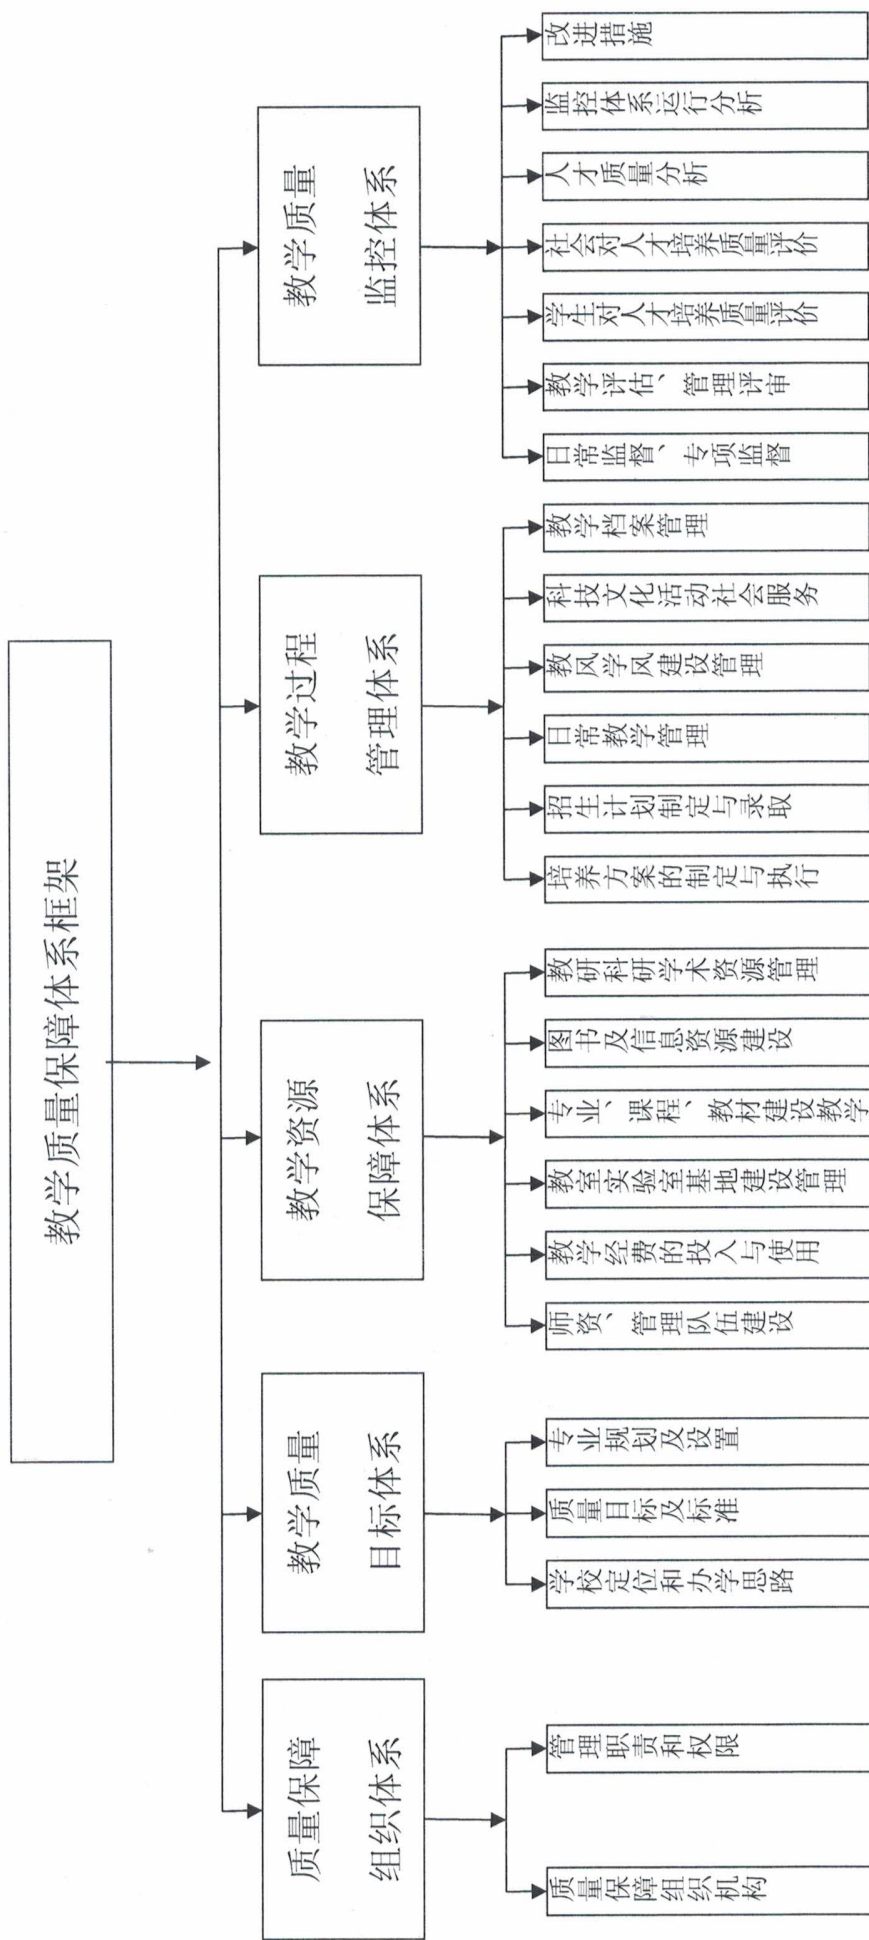 教学质量保障体系框架
质量保障
组织体系
教学质量
目标体系
教学资源
保障体系
教学过程
管理体系
教学质量
监控体系
质量保障组织机构
管理职责和权限
学校定位和办学思路
质量目标及标准
专业规划及设置
师资、管理队伍建设
教学经费的投入与使用
教室实验室基地建设管理
专业、课程、教材建设教学
图书及信息资源建设
教研科研学术资源管理
培养方案的制定与执行
招生计划制定与录取
日常教学管理
教风学风建设管理
科技文化活动社会服务
教学档案管理
日常监督、专项监督
教学评估、管理评审
学生对人才培养质量评价
社会对人才培养质量评价
人才质量分析
监控体系运行分析
改进措施